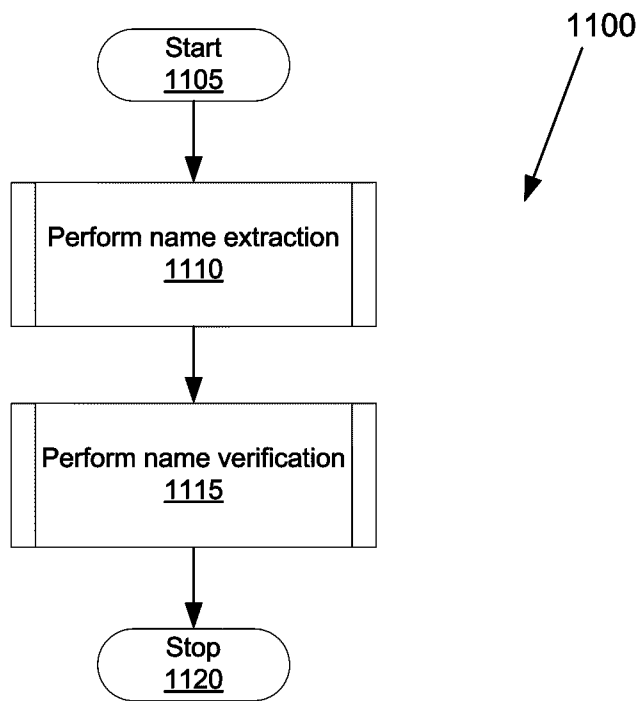 1100
Start
1105
Perform name extraction
1110
Perform name verification
1115
Stop
1120